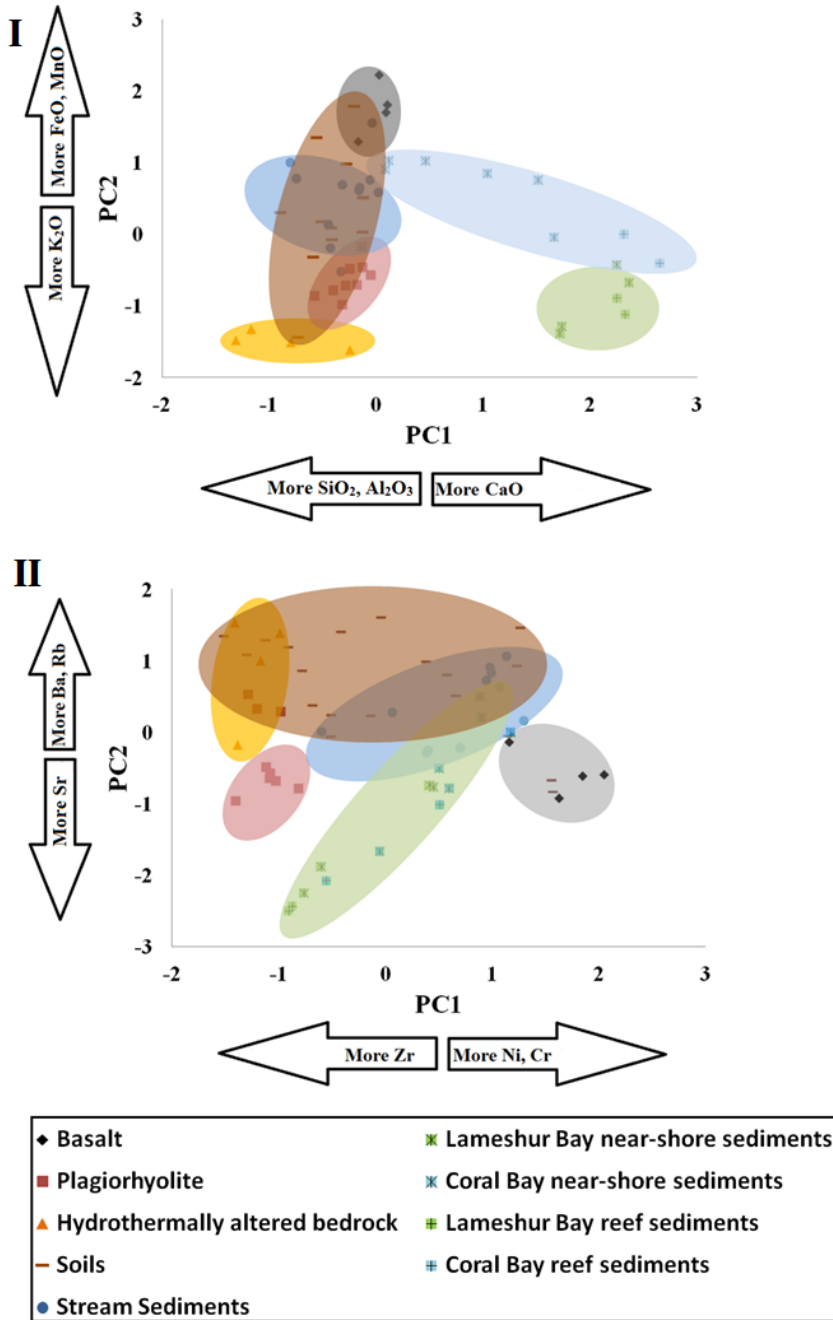 I
More FeO, MnO
More K₂O
PC2
3
2
1
0
-1
-2
-2
-1
0
1
2
3
PC1
More SiO₂, Al₂O₃
More CaO
II
More Ba, Rb
More Sr
PC2
2
1
0
-1
-2
-3
-2
-1
0
1
2
3
PC1
More Zr
More Ni, Cr
Basalt
Plagiorhyolite
Hydrothermally altered bedrock
Soils
Stream Sediments
Lameshur Bay near-shore sediments
Coral Bay near-shore sediments
Lameshur Bay reef sediments
Coral Bay reef sediments